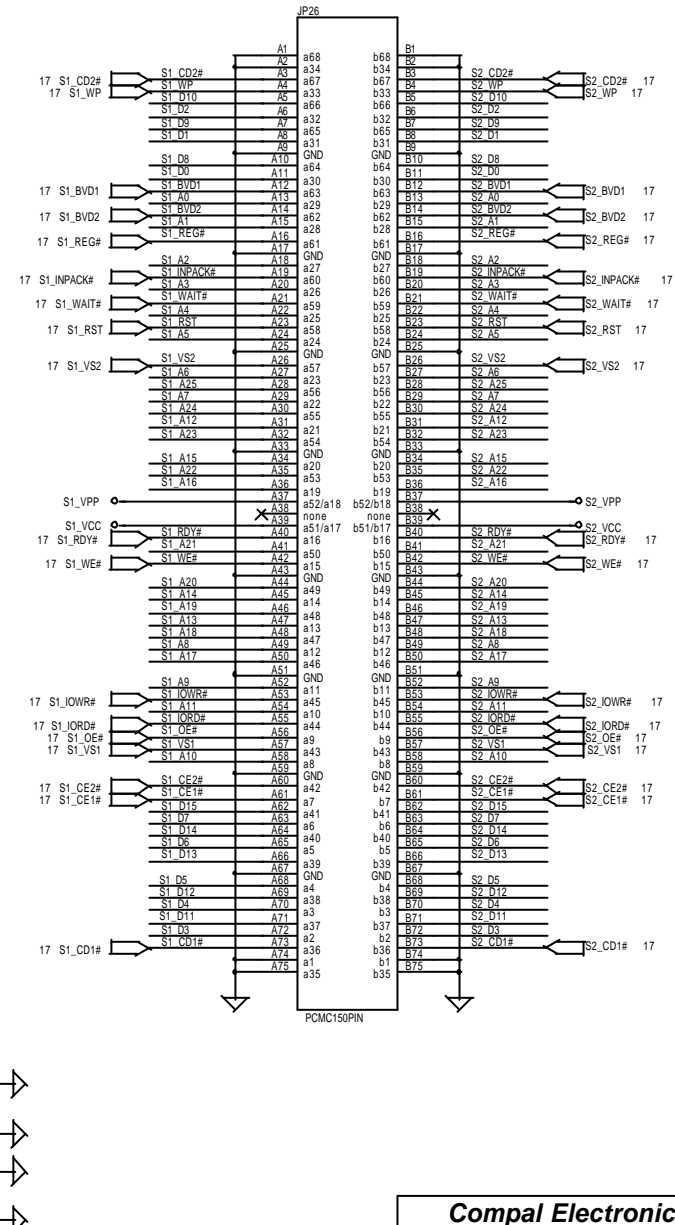 JP26
A1 a68 b68 B1
A2 a34 b34 B2
17 S1_CD2# S1_CD2# A3 a67 b67 B3 S2_CD2# S2_CD2# 17
17 S1_WP S1_WP A4 a33 b33 B4 S2_WP S2_WP 17
S1_D10 A5 a66 b66 B5 S2_D10
S1_D2 A6 a32 b32 B6 S2_D2
S1_D9 A7 a65 b65 B7 S2_D9
S1_D1 A8 a31 b31 B8 S2_D1
A9 GND GND B9
S1_D8 A10 a64 b64 B10 S2_D8
S1_D0 A11 a30 b30 B11 S2_D0
17 S1_BVD1 S1_BVD1 A12 a63 b63 B12 S2_BVD1 S2_BVD1 17
S1_A0 A13 a29 b29 B13 S2_A0
17 S1_BVD2 S1_BVD2 A14 a62 b62 B14 S2_BVD2 S2_BVD2 17
S1_A1 A15 a28 b28 B15 S2_A1
17 S1_REG# S1_REG# A16 a61 b61 B16 S2_REG# S2_REG# 17
A17 GND GND B17
S1_A2 A18 a27 b27 B18 S2_A2
17 S1_INPACK# S1_INPACK# A19 a60 b60 B19 S2_INPACK# S2_INPACK# 17
S1_A3 A20 a26 b26 B20 S2_A3
17 S1_WAIT# S1_WAIT# A21 a59 b59 B21 S2_WAIT# S2_WAIT# 17
S1_A4 A22 a25 b25 B22 S2_A4
17 S1_RST S1_RST A23 a58 b58 B23 S2_RST S2_RST 17
S1_A5 A24 a24 b24 B24 S2_A5
A25 GND GND B25
17 S1_VS2 S1_VS2 A26 a57 b57 B26 S2_VS2 S2_VS2 17
S1_A6 A27 a23 b23 B27 S2_A6
S1_A25 A28 a56 b56 B28 S2_A25
S1_A7 A29 a22 b22 B29 S2_A7
S1_A24 A30 a55 b55 B30 S2_A24
S1_A12 A31 a21 b21 B31 S2_A12
S1_A23 A32 a54 b54 B32 S2_A23
A33 GND GND B33
S1_A15 A34 a20 b20 B34 S2_A15
S1_A22 A35 a53 b53 B35 S2_A22
S1_A16 A36 a19 b19 B36 S2_A16
S1_VPP A37 a52/a18 b52/b18 B37 S2_VPP
A38 none none B38
S1_VCC A39 a51/a17 b51/b17 B39 S2_VCC
17 S1_RDY# S1_RDY# A40 a16 b16 B40 S2_RDY# S2_RDY# 17
S1_A21 A41 a50 b50 B41 S2_A21
17 S1_WE# S1_WE# A42 a15 b15 B42 S2_WE# S2_WE# 17
A43 GND GND B43
S1_A20 A44 a49 b49 B44 S2_A20
S1_A14 A45 a14 b14 B45 S2_A14
S1_A19 A46 a48 b48 B46 S2_A19
S1_A13 A47 a13 b13 B47 S2_A13
S1_A18 A48 a47 b47 B48 S2_A18
S1_A8 A49 a12 b12 B49 S2_A8
S1_A17 A50 a46 b46 B50 S2_A17
A51 GND GND B51
S1_A9 A52 a11 b11 B52 S2_A9
17 S1_IOWR# S1_IOWR# A53 a45 b45 B53 S2_IOWR# S2_IOWR# 17
S1_A11 A54 a10 b10 B54 S2_A11
17 S1_IORD# S1_IORD# A55 a44 b44 B55 S2_IORD# S2_IORD# 17
17 S1_OE# S1_OE# A56 a9 b9 B56 S2_OE# S2_OE# 17
17 S1_VS1 S1_VS1 A57 a43 b43 B57 S2_VS1 S2_VS1 17
S1_A10 A58 a8 b8 B58 S2_A10
A59 GND GND B59
17 S1_CE2# S1_CE2# A60 a42 b42 B60 S2_CE2# S2_CE2# 17
17 S1_CE1# S1_CE1# A61 a7 b7 B61 S2_CE1# S2_CE1# 17
S1_D15 A62 a41 b41 B62 S2_D15
S1_D7 A63 a6 b6 B63 S2_D7
S1_D14 A64 a40 b40 B64 S2_D14
S1_D6 A65 a5 b5 B65 S2_D6
S1_D13 A66 a39 b39 B66 S2_D13
A67 GND GND B67
S1_D5 A68 a4 b4 B68 S2_D5
S1_D12 A69 a38 b38 B69 S2_D12
S1_D4 A70 a3 b3 B70 S2_D4
S1_D11 A71 a37 b37 B71 S2_D11
S1_D3 A72 a2 b2 B72 S2_D3
17 S1_CD1# S1_CD1# A73 a36 b36 B73 S2_CD1# S2_CD1# 17
A74 a1 b1 B74
A75 a35 b35 B75
PCMC150PIN
Compal Electronic